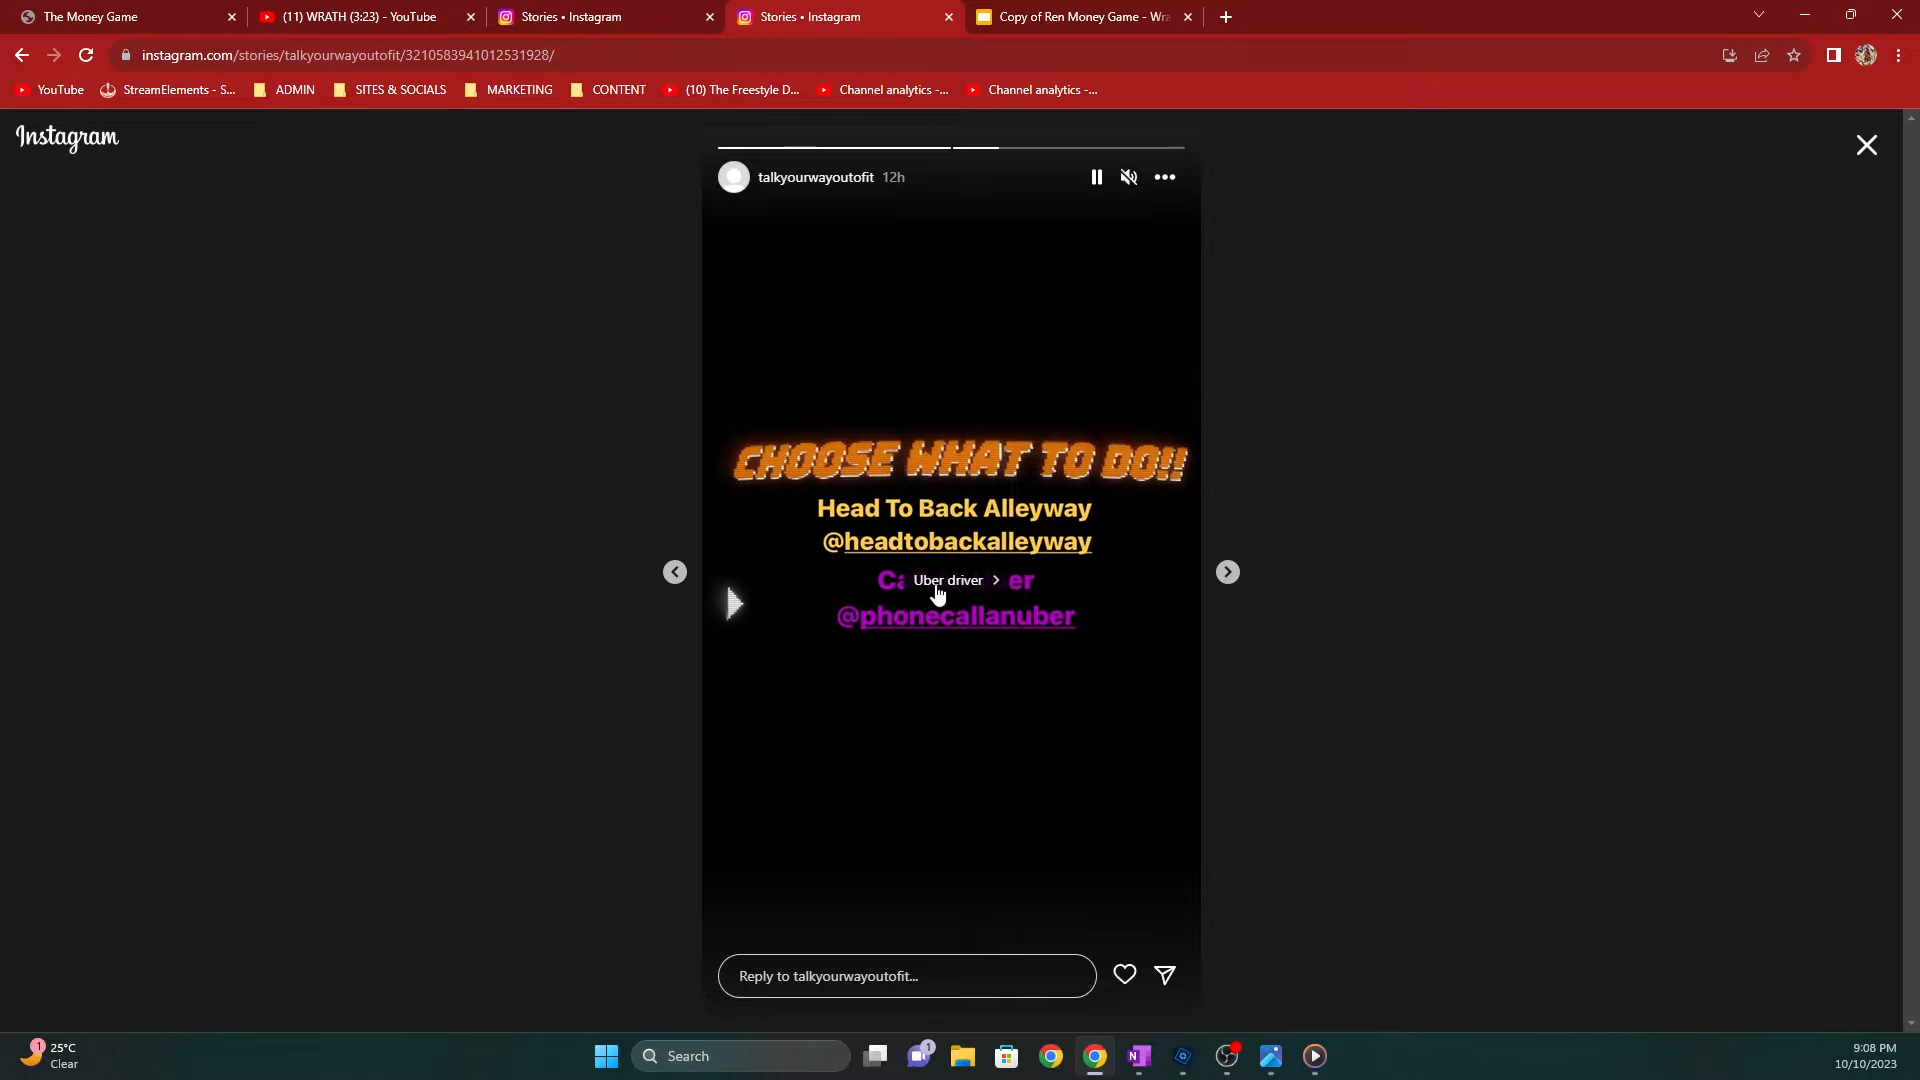 The Money Game
(11) WRATH (3:23) - YouTube
Stories • Instagram
Stories • Instagram
Copy of Ren Money Game - Wra
instagram.com/stories/talkyourwayoutofit/3210583941012531928/
YouTube
StreamElements - S...
ADMIN
SITES & SOCIALS
MARKETING
CONTENT
(10) The Freestyle D...
Channel analytics -...
Channel analytics -...
Instagram
talkyourwayoutofit 12h
CHOOSE WHAT TO DO!!
Head To Back Alleyway
@headtobackalleyway
Uber driver >
@phonecallanuber
Reply to talkyourwayoutofit...
1
25°C
Clear
Search
1
9:08 PM
10/10/2023